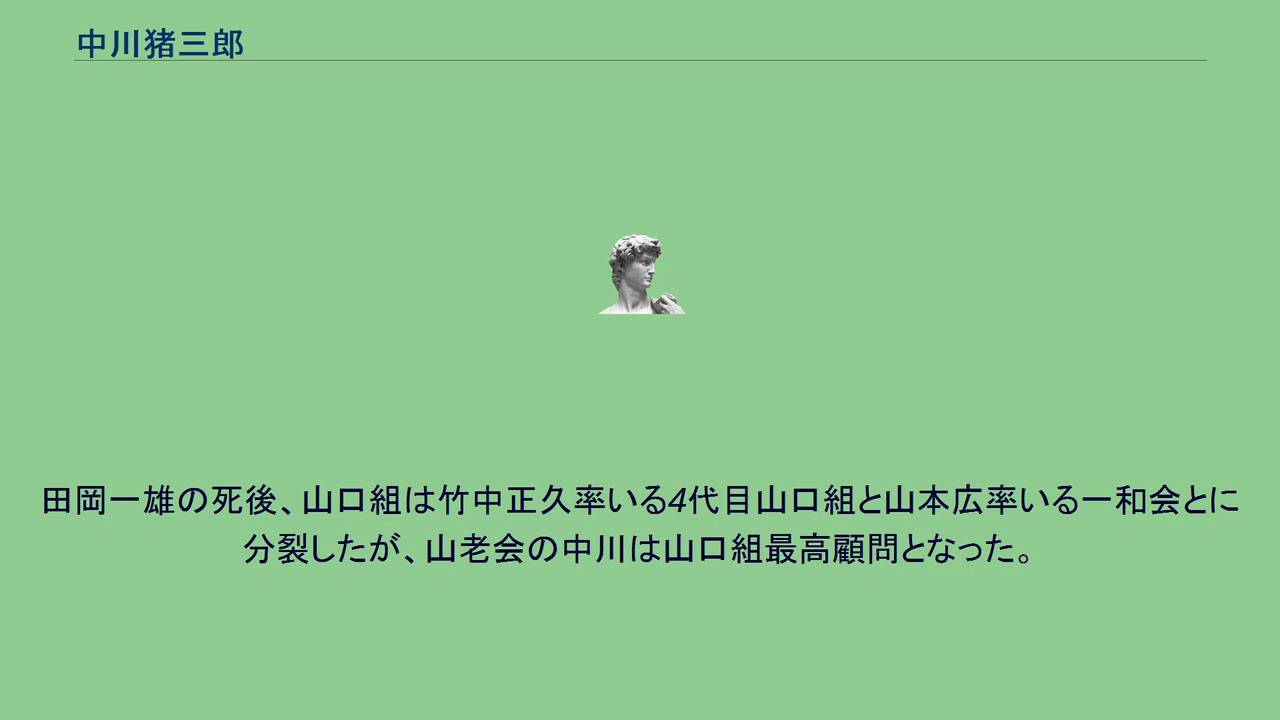 中川猪三郎
田岡一雄の死後、山口組は竹中正久率いる4代目山口組と山本広率いる一和会とに
分裂したが、山老会の中川は山口組最高顧問となった。